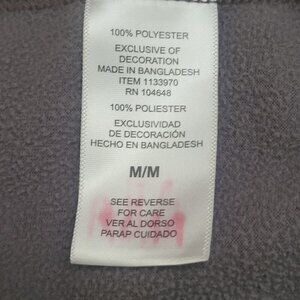 100% POLYESTER
EXCLUSIVE OF
DECORATION
MADE IN BANGLADESH
ITEM 1133970
RN 104648
100% POLIESTER
EXCLUSIVIDAD
DE DECORACIÓN
HECHO EN BANGLADESH
M/M
SEE REVERSE
FOR CARE
VER AL DORSO
PARAP CUIDADO